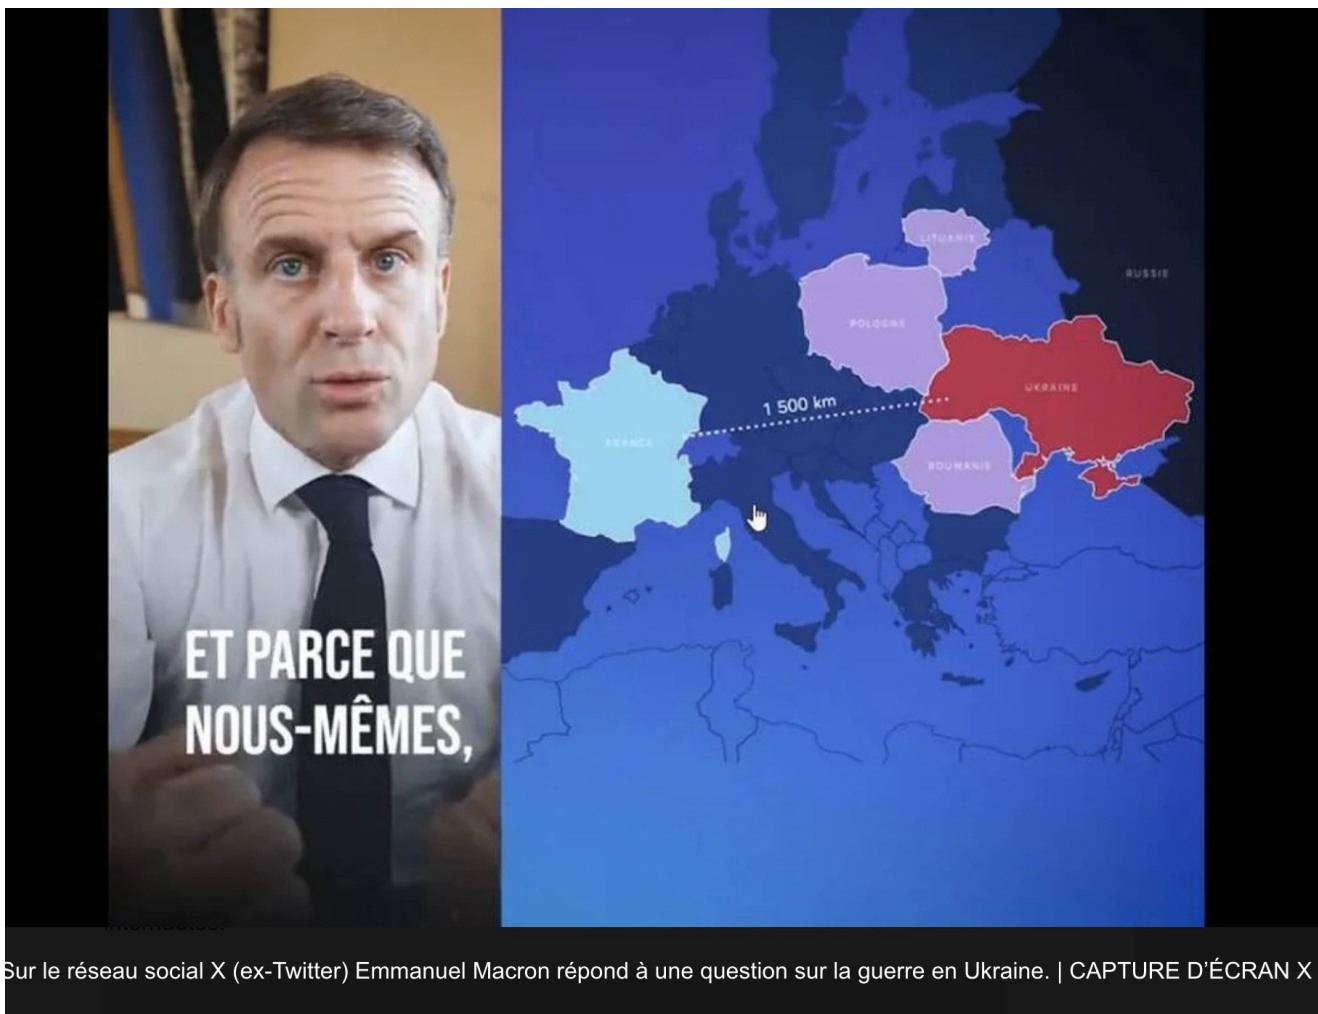 ET PARCE QUE
NOUS-MÊMES,
LITUANIE
RUSSIE
POLOGNE
UKRAINE
1 500 km
FRANCE
ROUMANIE
internautes.
Sur le réseau social X (ex-Twitter) Emmanuel Macron répond à une question sur la guerre en Ukraine. | CAPTURE D’ÉCRAN X